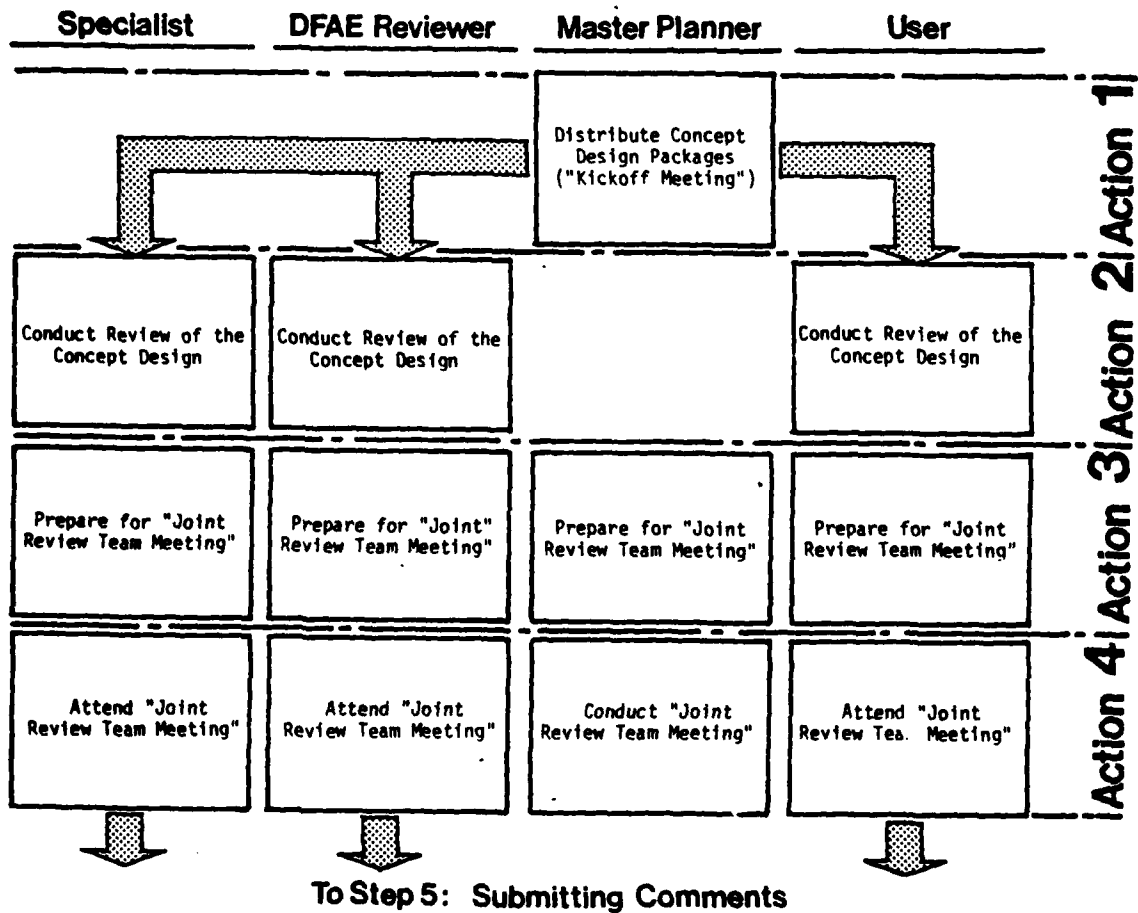 Specialist
DFAE Reviewer
Master Planner
User
Distribute Concept
Design Packages
("Kickoff Meeting")
Action 1
Conduct Review of the
Concept Design
Conduct Review of the
Concept Design
Conduct Review of the
Concept Design
Action 2
Prepare for "Joint
Review Team Meeting"
Prepare for "Joint"
Review Team Meeting"
Prepare for "Joint
Review Team Meeting"
Prepare for "Joint
Review Team Meeting"
Action 3
Attend "Joint
Review Team Meeting"
Attend "Joint
Review Team Meeting"
Conduct "Joint
Review Team Meeting"
Attend "Joint
Review Tea. Meeting"
Action 4
To Step 5: Submitting Comments